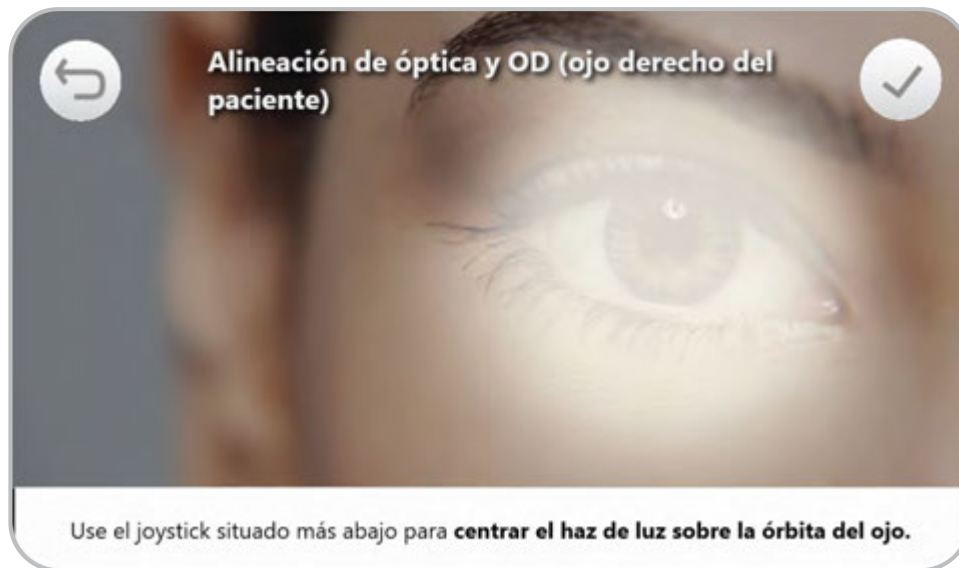 Alineación de óptica y OD (ojo derecho del
paciente)
Use el joystick situado más abajo para centrar el haz de luz sobre la órbita del ojo.